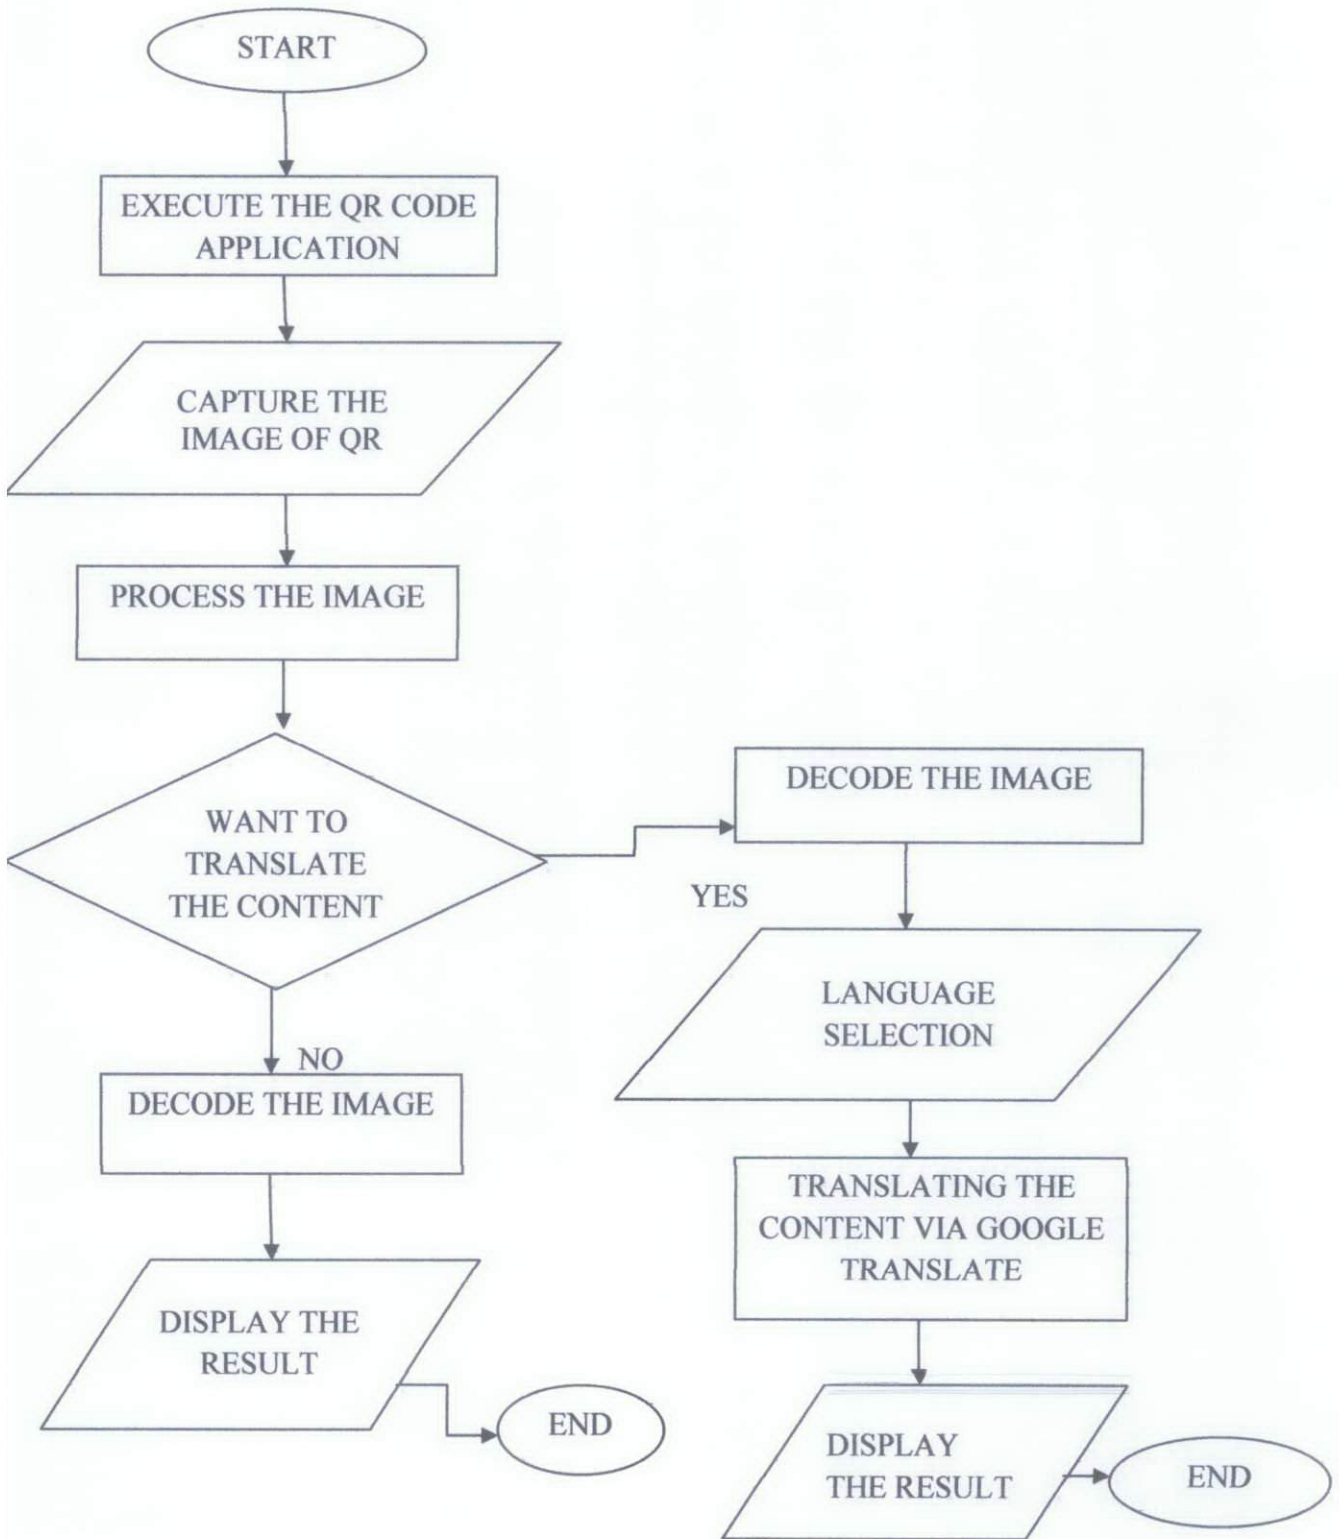 START
EXECUTE THE QR CODE
APPLICATION
CAPTURE THE
IMAGE OF QR
PROCESS THE IMAGE
WANT TO
TRANSLATE
THE CONTENT
NO
DECODE THE IMAGE
DISPLAY THE
RESULT
END
YES
DECODE THE IMAGE
LANGUAGE
SELECTION
TRANSLATING THE
CONTENT VIA GOOGLE
TRANSLATE
DISPLAY
THE RESULT
END